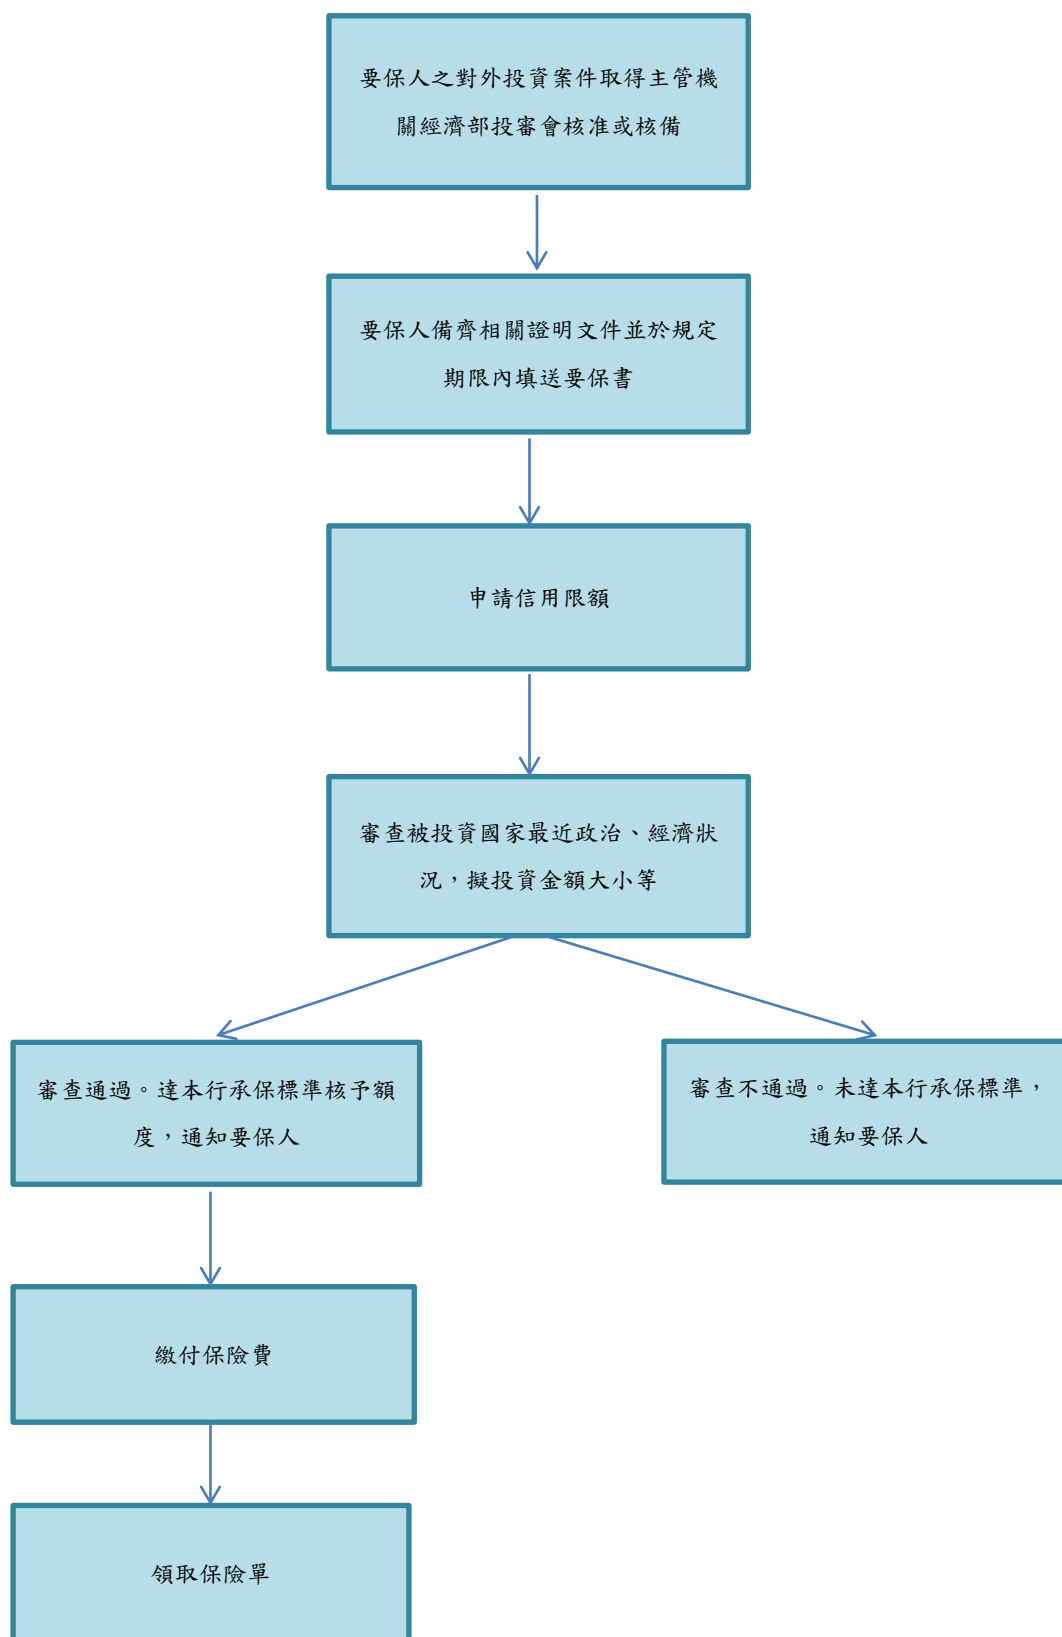 要保人之對外投資案件取得主管機
關經濟部投審會核准或核備
要保人備齊相關證明文件並於規定
期限內填送要保書
申請信用限額
審查被投資國家最近政治、經濟狀
況，擬投資金額大小等
審查通過。達本行承保標準核予額
度，通知要保人
審查不通過。未達本行承保標準，
通知要保人
繳付保險費
領取保險單